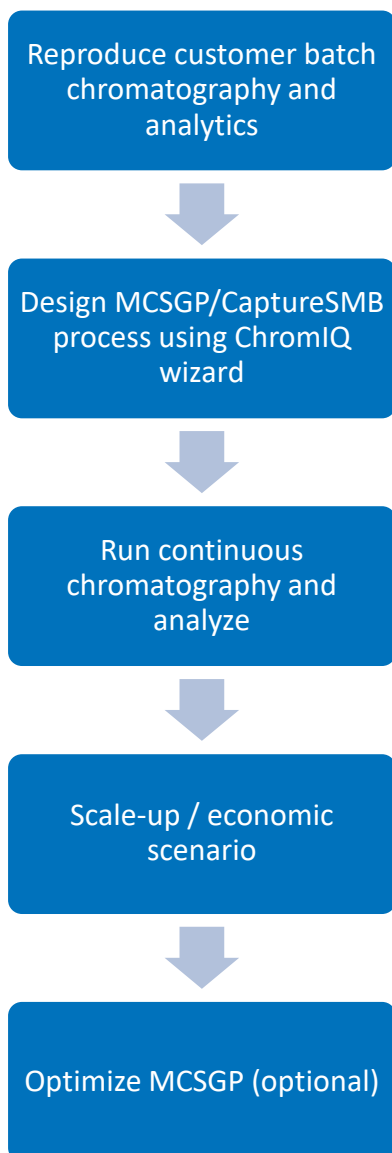 Reproduce customer batch
chromatography and
analytics
Design MCSGP/CaptureSMB
process using ChromIQ
wizard
Run continuous
chromatography and
analyze
Scale-up / economic
scenario
Optimize MCSGP (optional)